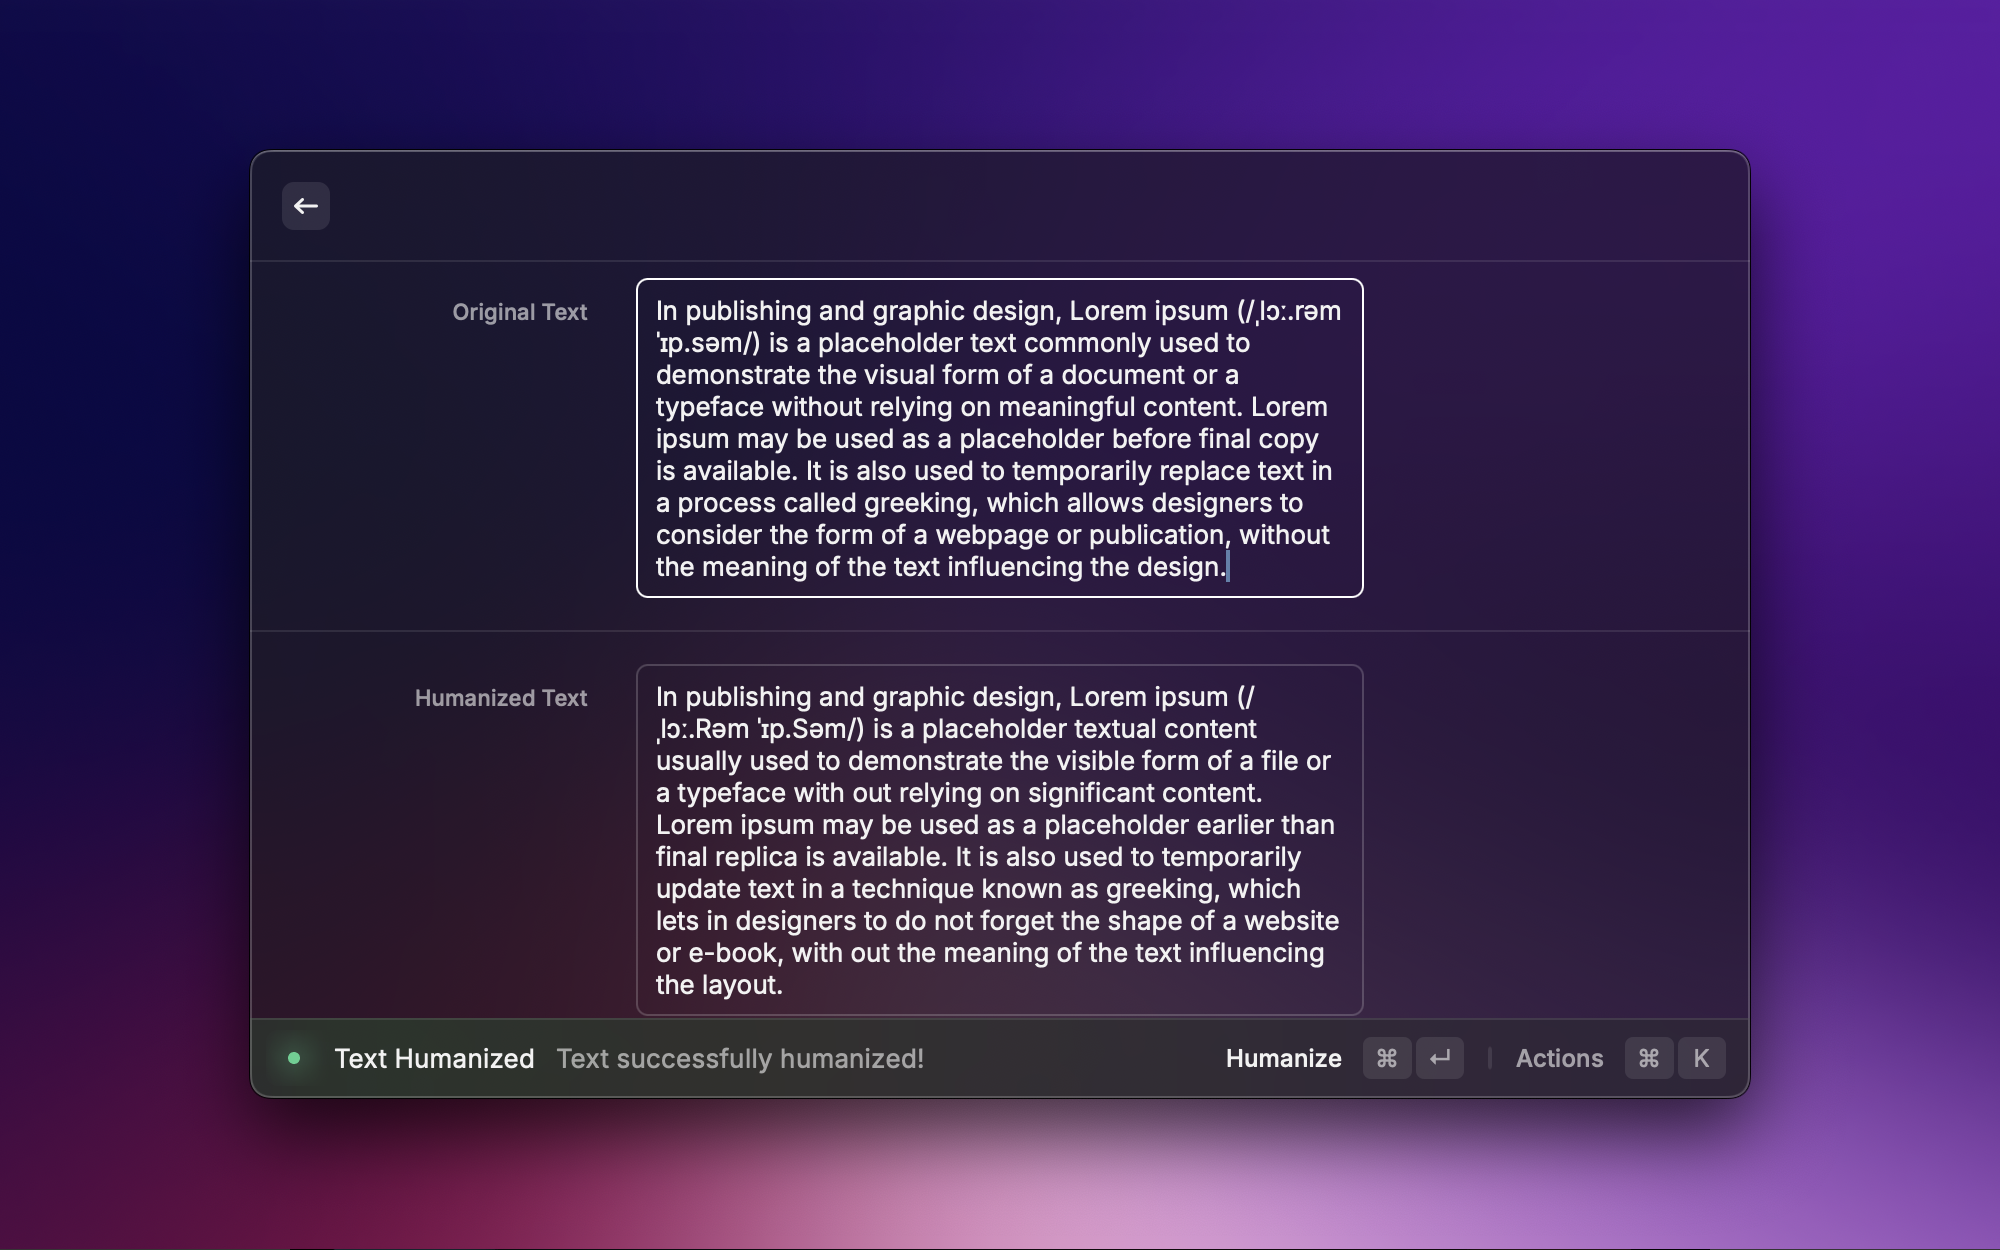 Original Text
In publishing and graphic design, Lorem ipsum (/ˌlɔː.rəm
ˈɪp.səm/) is a placeholder text commonly used to
demonstrate the visual form of a document or a
typeface without relying on meaningful content. Lorem
ipsum may be used as a placeholder before final copy
is available. It is also used to temporarily replace text in
a process called greeking, which allows designers to
consider the form of a webpage or publication, without
the meaning of the text influencing the design.
Humanized Text
In publishing and graphic design, Lorem ipsum (/
ˌlɔː.Rəm ˈɪp.Səm/) is a placeholder textual content
usually used to demonstrate the visible form of a file or
a typeface with out relying on significant content.
Lorem ipsum may be used as a placeholder earlier than
final replica is available. It is also used to temporarily
update text in a technique known as greeking, which
lets in designers to do not forget the shape of a website
or e-book, with out the meaning of the text influencing
the layout.
Text Humanized Text successfully humanized! Humanize ⌘ ↵ Actions ⌘ K